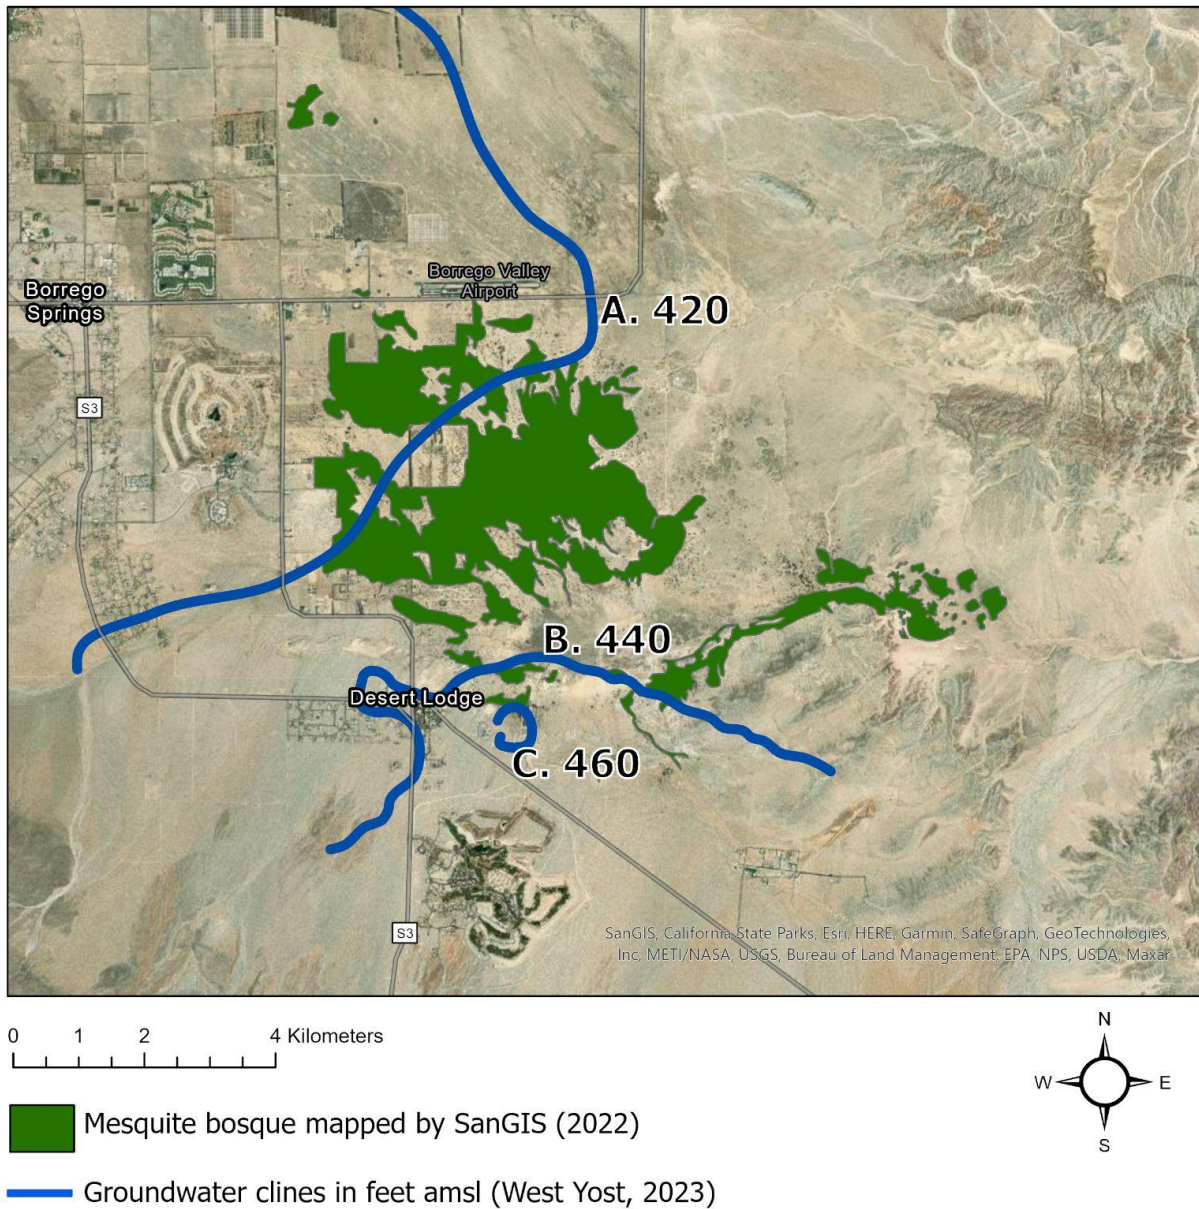 Borrego Valley
Airport
Borrego
Springs
A. 420
S3
B. 440
Desert Lodge
C. 460
S3
SanGIS, California State Parks, Esri, HERE, Garmin, SafeGraph, GeoTechnologies,
Inc, METI/NASA, USGS, Bureau of Land Management, EPA, NPS, USDA, Maxar
0 1 2 4 Kilometers
N
W E
S
Mesquite bosque mapped by SanGIS (2022)
Groundwater clines in feet amsl (West Yost, 2023)